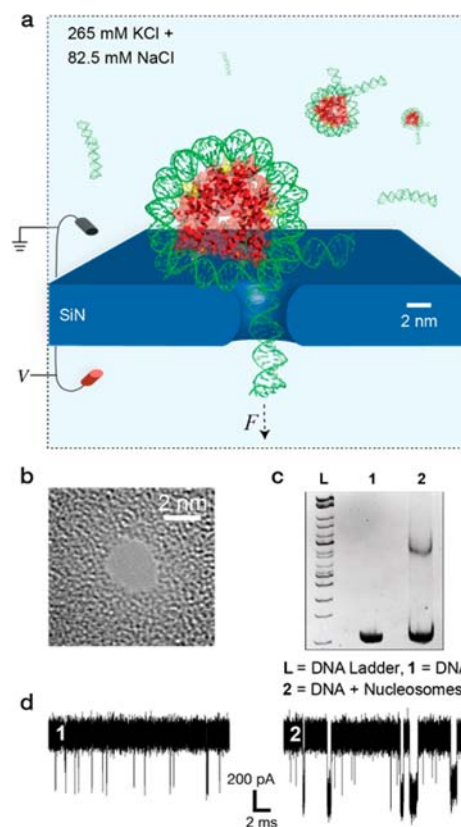 a
265 mM KCl +
82.5 mM NaCl
SiN
2 nm
V
F
b
2 nm
c
L 1 2
L = DNA Ladder, 1 = DNA
2 = DNA + Nucleosomes
d
1
2
200 pA
2 ms